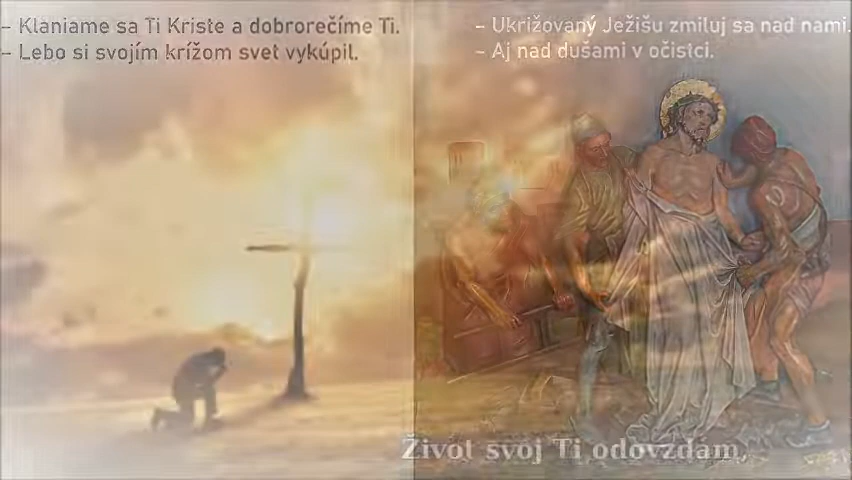 – Klaniame sa Ti Kriste a dobrorečíme Ti.
– Lebo si svojím krížom svet vykúpil.
– Ukrižovaný Ježišu zmiluj sa nad nami.
– Aj nad dušami v očistci.
Život svoj Ti odovzdám,